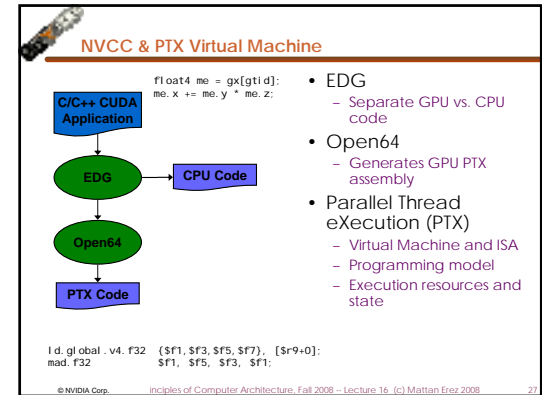 NVCC & PTX Virtual Machine
float4 me = gx[gtid];
me.x += me.y * me.z;
C/C++ CUDA
Application
EDG
CPU Code
Open64
PTX Code
• EDG
– Separate GPU vs. CPU
code
• Open64
– Generates GPU PTX
assembly
• Parallel Thread
eXecution (PTX)
– Virtual Machine and ISA
– Programming model
– Execution resources and
state
ld.global.v4.f32 {$f1,$f3,$f5,$f7}, [$r9+0];
mad.f32 $f1, $f5, $f3, $f1;
© NVIDIA Corp. inciples of Computer Architecture, Fall 2008 -- Lecture 16 (c) Mattan Erez 2008 27